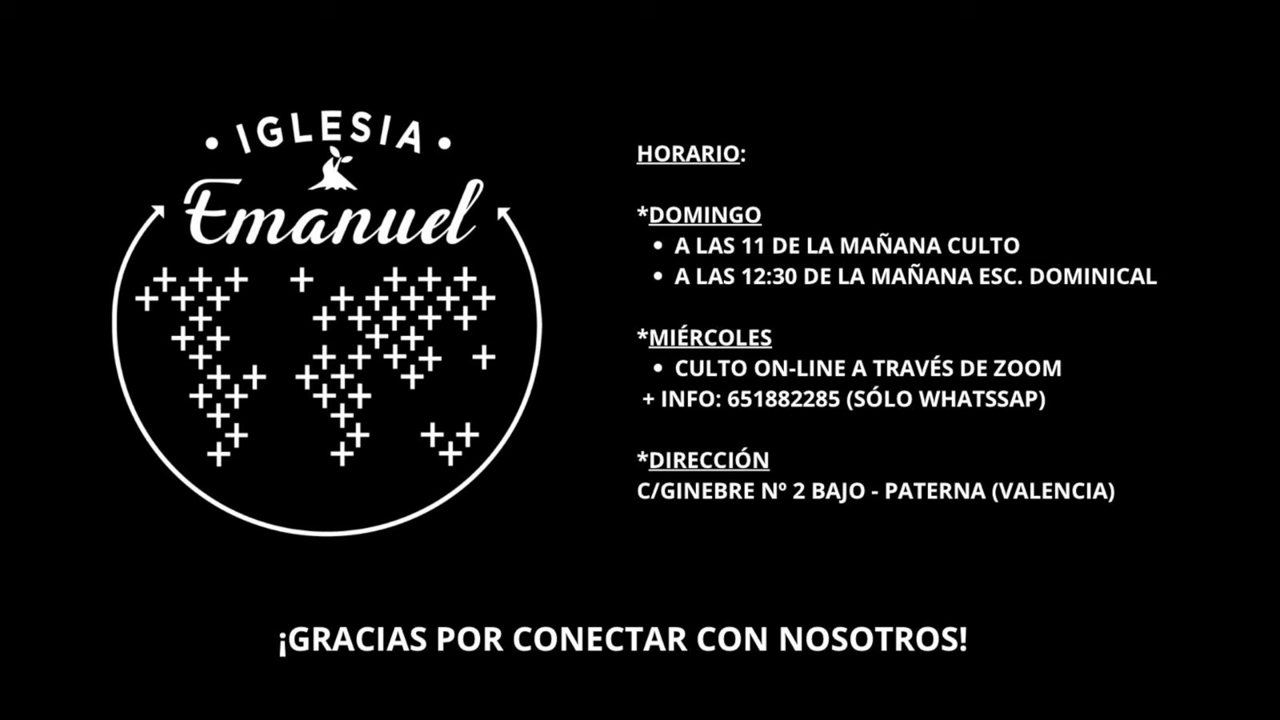 • IGLESIA •
Emanuel
HORARIO:
*DOMINGO
• A LAS 11 DE LA MAÑANA CULTO
• A LAS 12:30 DE LA MAÑANA ESC. DOMINICAL
*MIÉRCOLES
• CULTO ON-LINE A TRAVÉS DE ZOOM
+ INFO: 651882285 (SÓLO WHATSSAP)
*DIRECCIÓN
C/GINEBRE Nº 2 BAJO - PATERNA (VALENCIA)
¡GRACIAS POR CONECTAR CON NOSOTROS!